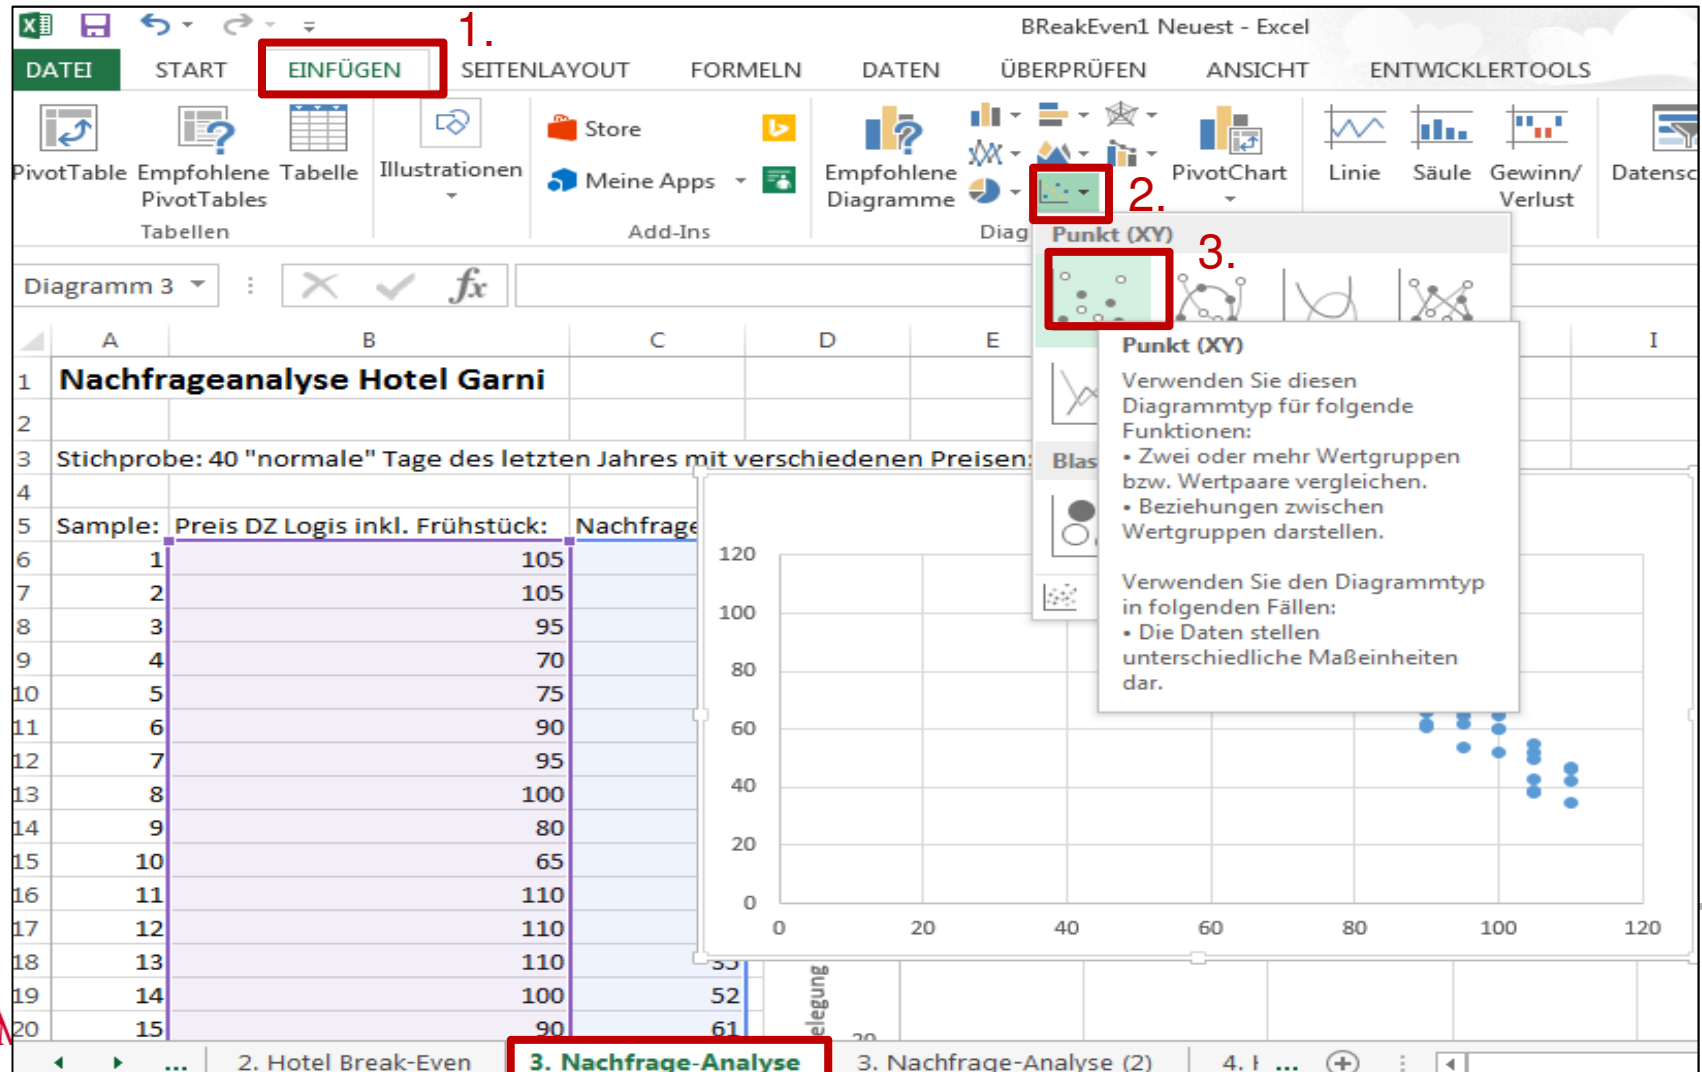 1.
BReakEven1 Neuest - Excel
DATEI START EINFÜGEN SEITENLAYOUT FORMELN DATEN ÜBERPRÜFEN ANSICHT ENTWICKLERTOOLS
PivotTable Empfohlene PivotTables Tabelle
Illustrationen
Store
Meine Apps
Empfohlene Diagramme
PivotChart
Linie Säule Gewinn/ Verlust
Datensc
2.
Tabellen
Add-Ins
Diag
Punkt (XY)
3.
Diagramm 3
fx
A B C D E I
1 Nachfrageanalyse Hotel Garni
2
3 Stichprobe: 40 "normale" Tage des letzten Jahres mit verschiedenen Preisen:
4
5 Sample: Preis DZ Logis inkl. Frühstück: Nachfrage
6 1 105
7 2 105
8 3 95
9 4 70
10 5 75
11 6 90
12 7 95
13 8 100
14 9 80
15 10 65
16 11 110
17 12 110
18 13 110 35
19 14 100 52
20 15 90 61
Punkt (XY)
Verwenden Sie diesen
Diagrammtyp für folgende
Funktionen:
• Zwei oder mehr Wertgruppen
bzw. Wertpaare vergleichen.
• Beziehungen zwischen
Wertgruppen darstellen.
Verwenden Sie den Diagrammtyp
in folgenden Fällen:
• Die Daten stellen
unterschiedliche Maßeinheiten
dar.
Blas
120
100
80
60
40
20
0
0 20 40 60 80 100 120
elegung
20
... 2. Hotel Break-Even 3. Nachfrage-Analyse 3. Nachfrage-Analyse (2) 4. ...